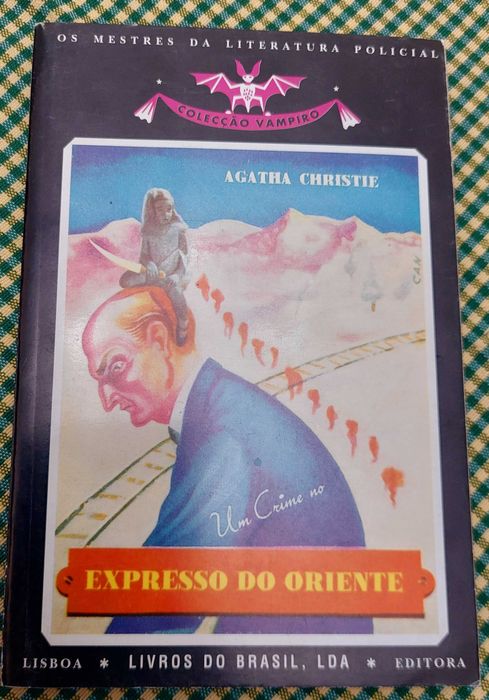 OS MESTRES DA LITERATURA POLICIAL
COLECÇÃO VAMPIRO
AGATHA CHRISTIE
CAN
Um Crime no
EXPRESSO DO ORIENTE
LISBOA * LIVROS DO BRASIL, LDA * EDITORA